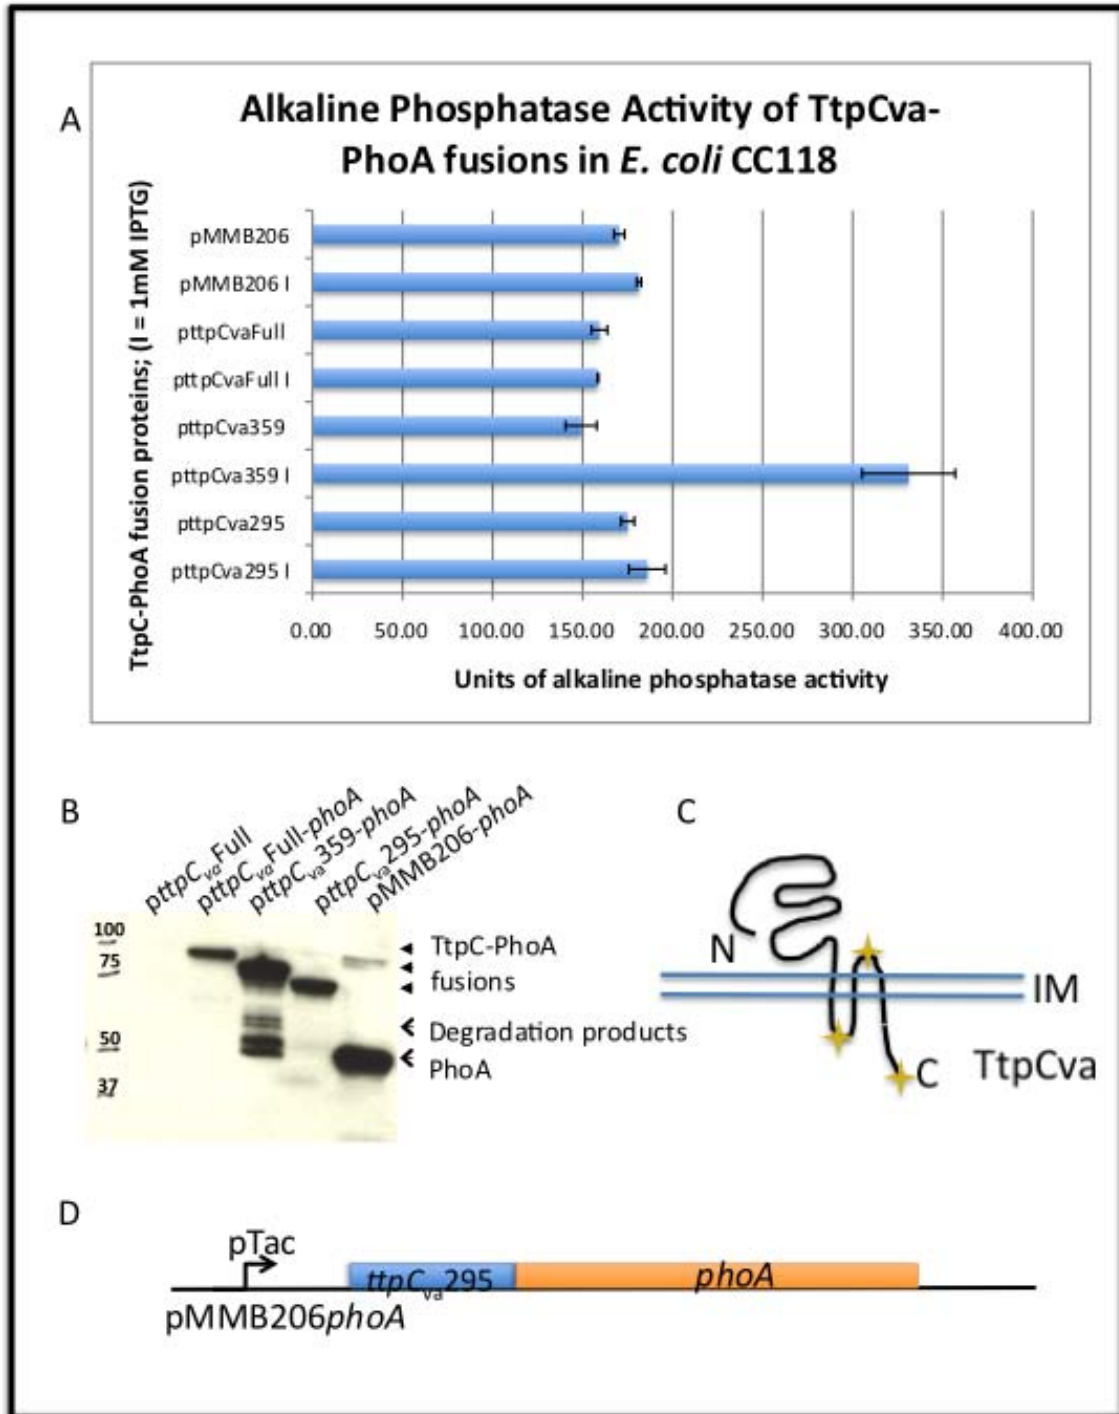 A
Alkaline Phosphatase Activity of TtpCva-
PhoA fusions in E. coli CC118
TtpC-PhoA fusion proteins; (I = 1mM IPTG)
pMMB206
pMMB206 I
pttpCvaFull
pttpCvaFull I
pttpCva359
pttpCva359 I
pttpCva295
pttpCva295 I
0.00 50.00 100.00 150.00 200.00 250.00 300.00 350.00 400.00
Units of alkaline phosphatase activity
B
pttpCvaFull
pttpCvaFull-phoA
pttpCva359-phoA
pttpCva295-phoA
pMMB206-phoA
100
75
50
37
TtpC-PhoA
fusions
Degradation products
PhoA
C
N
IM
C
TtpCva
D
pTac
ttpCva295
phoA
pMMB206phoA